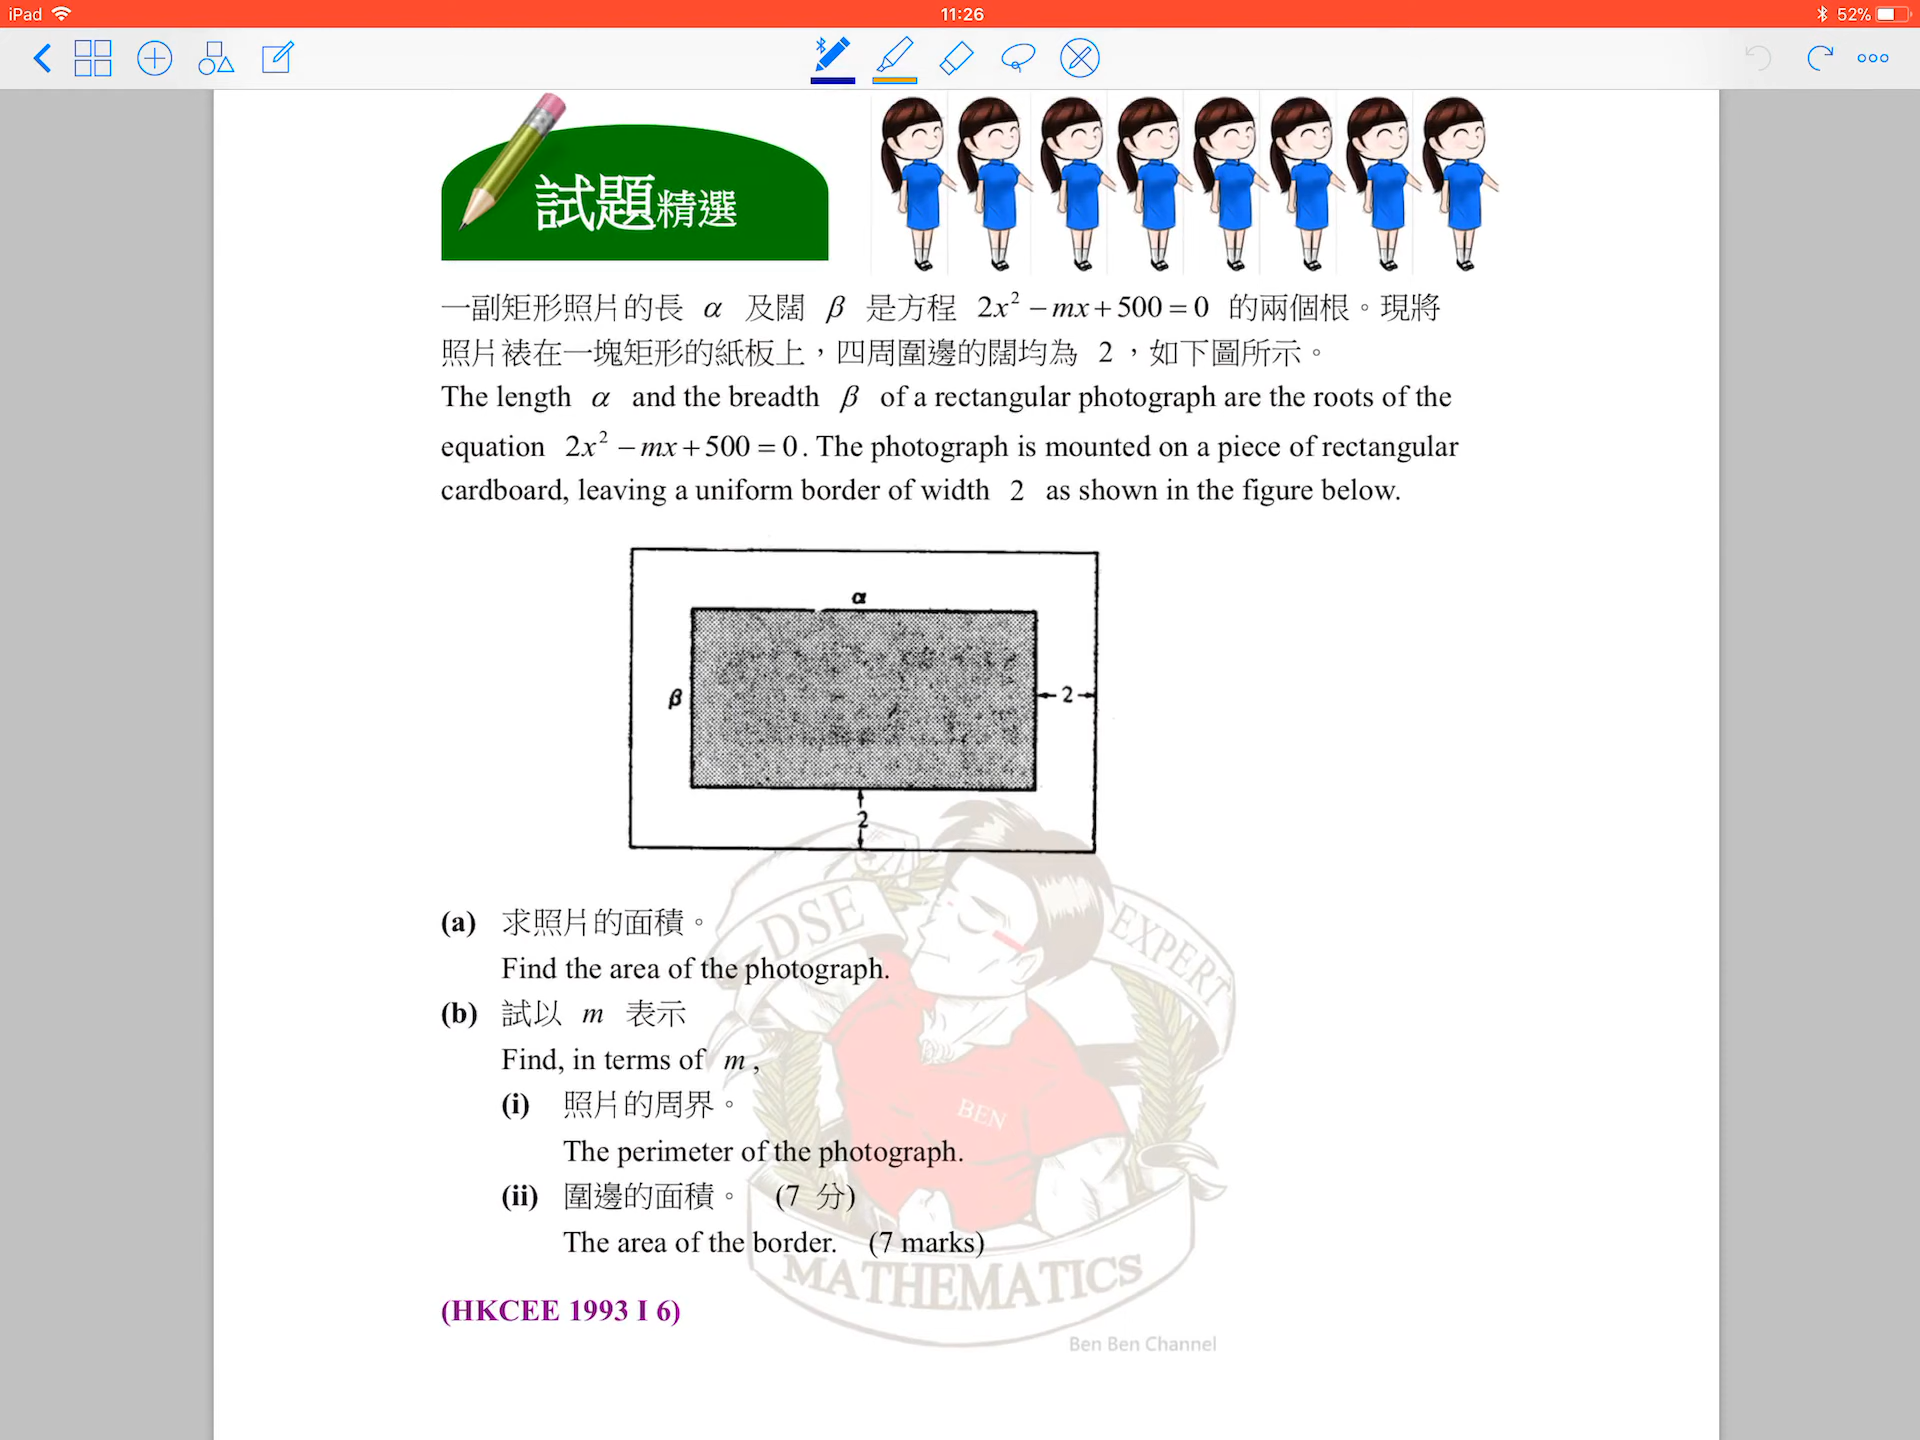 iPad
11:26
52%
試題精選
一副矩形照片的長 α 及闊 β 是方程 2x² − mx + 500 = 0 的兩個根。現將
照片裱在一塊矩形的紙板上，四周圍邊的闊均為 2 ，如下圖所示。
The length α and the breadth β of a rectangular photograph are the roots of the
equation 2x² − mx + 500 = 0. The photograph is mounted on a piece of rectangular
cardboard, leaving a uniform border of width 2 as shown in the figure below.
α
β
2
2
(a) 求照片的面積。
Find the area of the photograph.
(b) 試以 m 表示
Find, in terms of m,
(i) 照片的周界。
The perimeter of the photograph.
(ii) 圍邊的面積。 (7 分)
The area of the border. (7 marks)
(HKCEE 1993 I 6)
DSE
EXPERT
BEN
MATHEMATICS
Ben Ben Channel